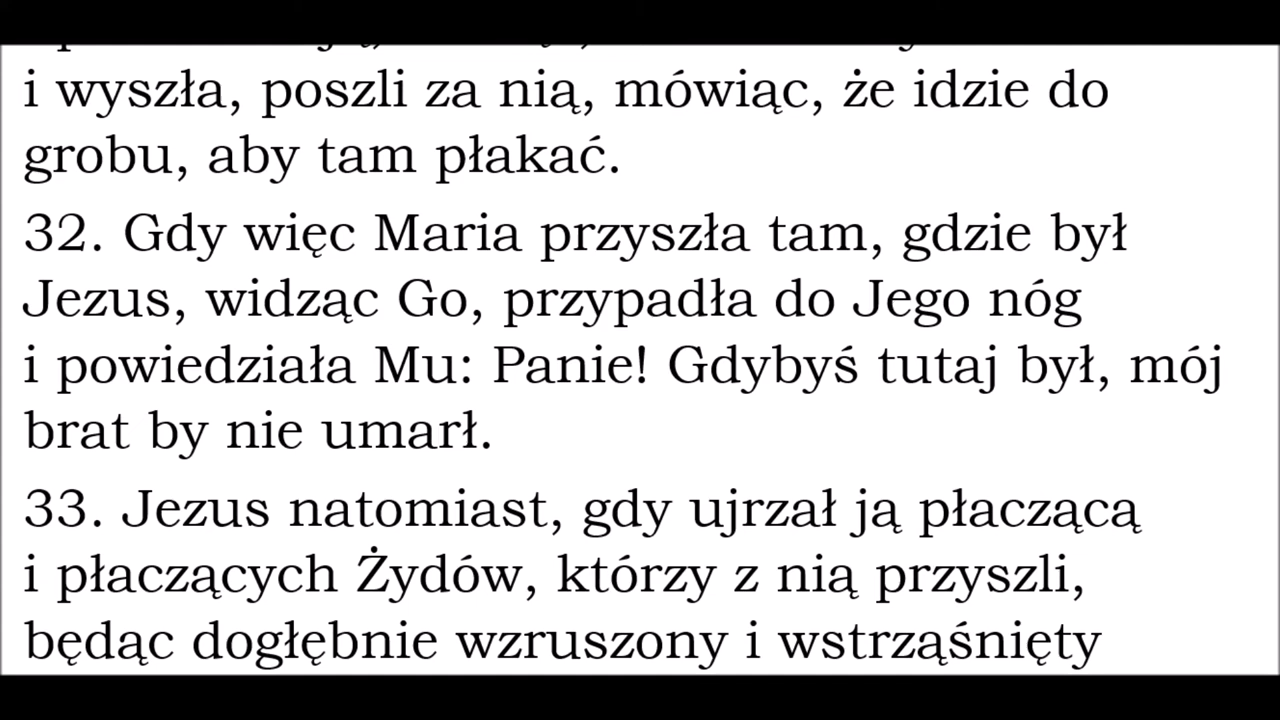 i wyszła, poszli za nią, mówiąc, że idzie do
grobu, aby tam płakać.
32. Gdy więc Maria przyszła tam, gdzie był
Jezus, widząc Go, przypadła do Jego nóg
i powiedziała Mu: Panie! Gdybyś tutaj był, mój
brat by nie umarł.
33. Jezus natomiast, gdy ujrzał ją płaczącą
i płaczących Żydów, którzy z nią przyszli,
będąc dogłębnie wzruszony i wstrząśnięty